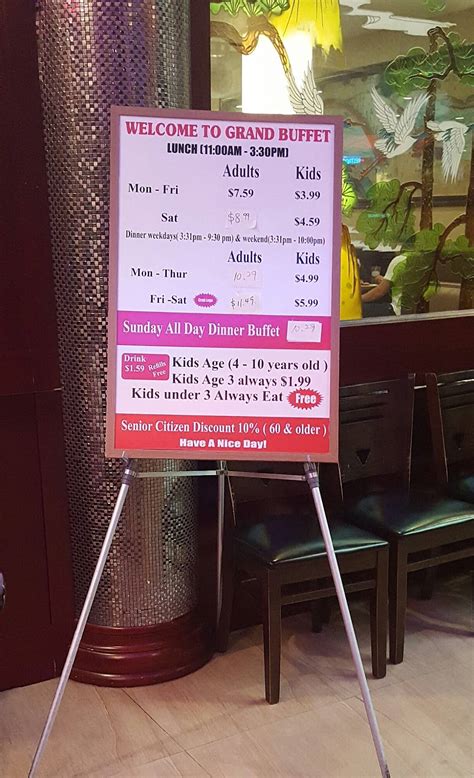 WELCOME TO GRAND BUFFET
LUNCH (11:00AM - 3:30PM)
Adults Kids
Mon - Fri $7.59 $3.99
Sat $8.99 $4.59
Dinner weekdays( 3:31pm - 9:30 pm) & weekend(3:31pm - 10:00pm)
Adults Kids
Mon - Thur 10.29 $4.99
Fri -Sat $11.49 $5.99
Sunday All Day Dinner Buffet 10.29
Drink
$1.59 Refills Free
Kids Age (4 - 10 years old )
Kids Age 3 always $1.99
Kids under 3 Always Eat Free
Senior Citizen Discount 10% ( 60 & older )
Have A Nice Day!